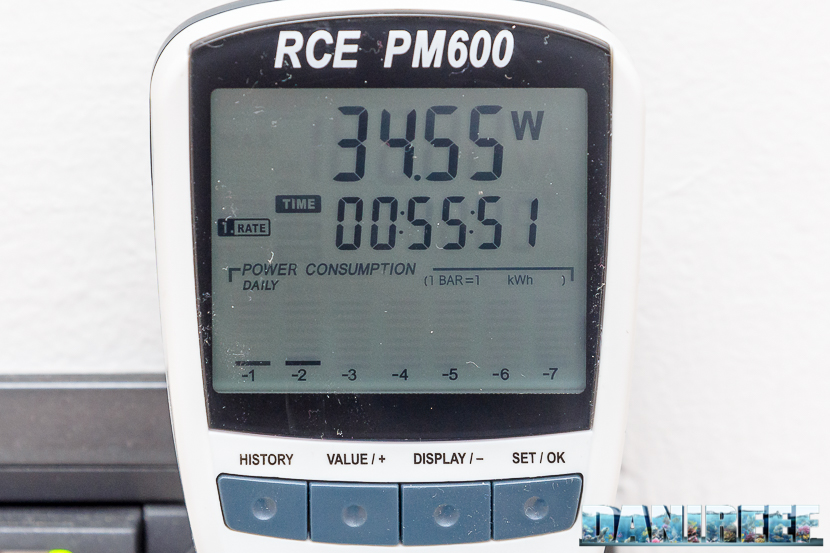 RCE PM600
34.55 W
TIME
00:55:51
1. RATE
POWER CONSUMPTION
DAILY (1 BAR=1 kWh )
-1 -2 -3 -4 -5 -6 -7
HISTORY VALUE / + DISPLAY / – SET / OK
DANIREEF